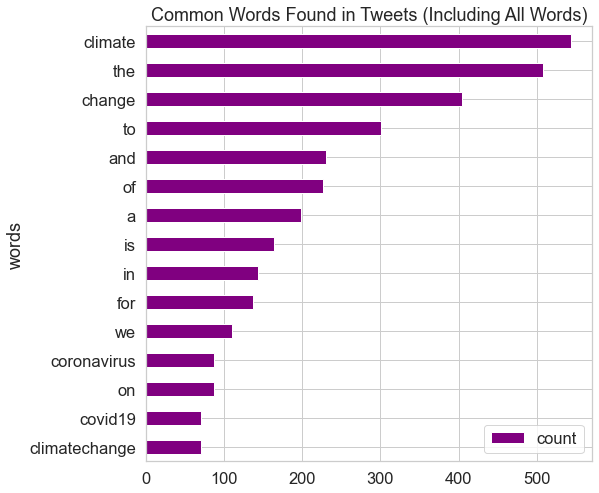 Common Words Found in Tweets (Including All Words)
climate
the
change
to
and
of
a
is
in
for
we
coronavirus
on
covid19
climatechange
words
count
0 100 200 300 400 500